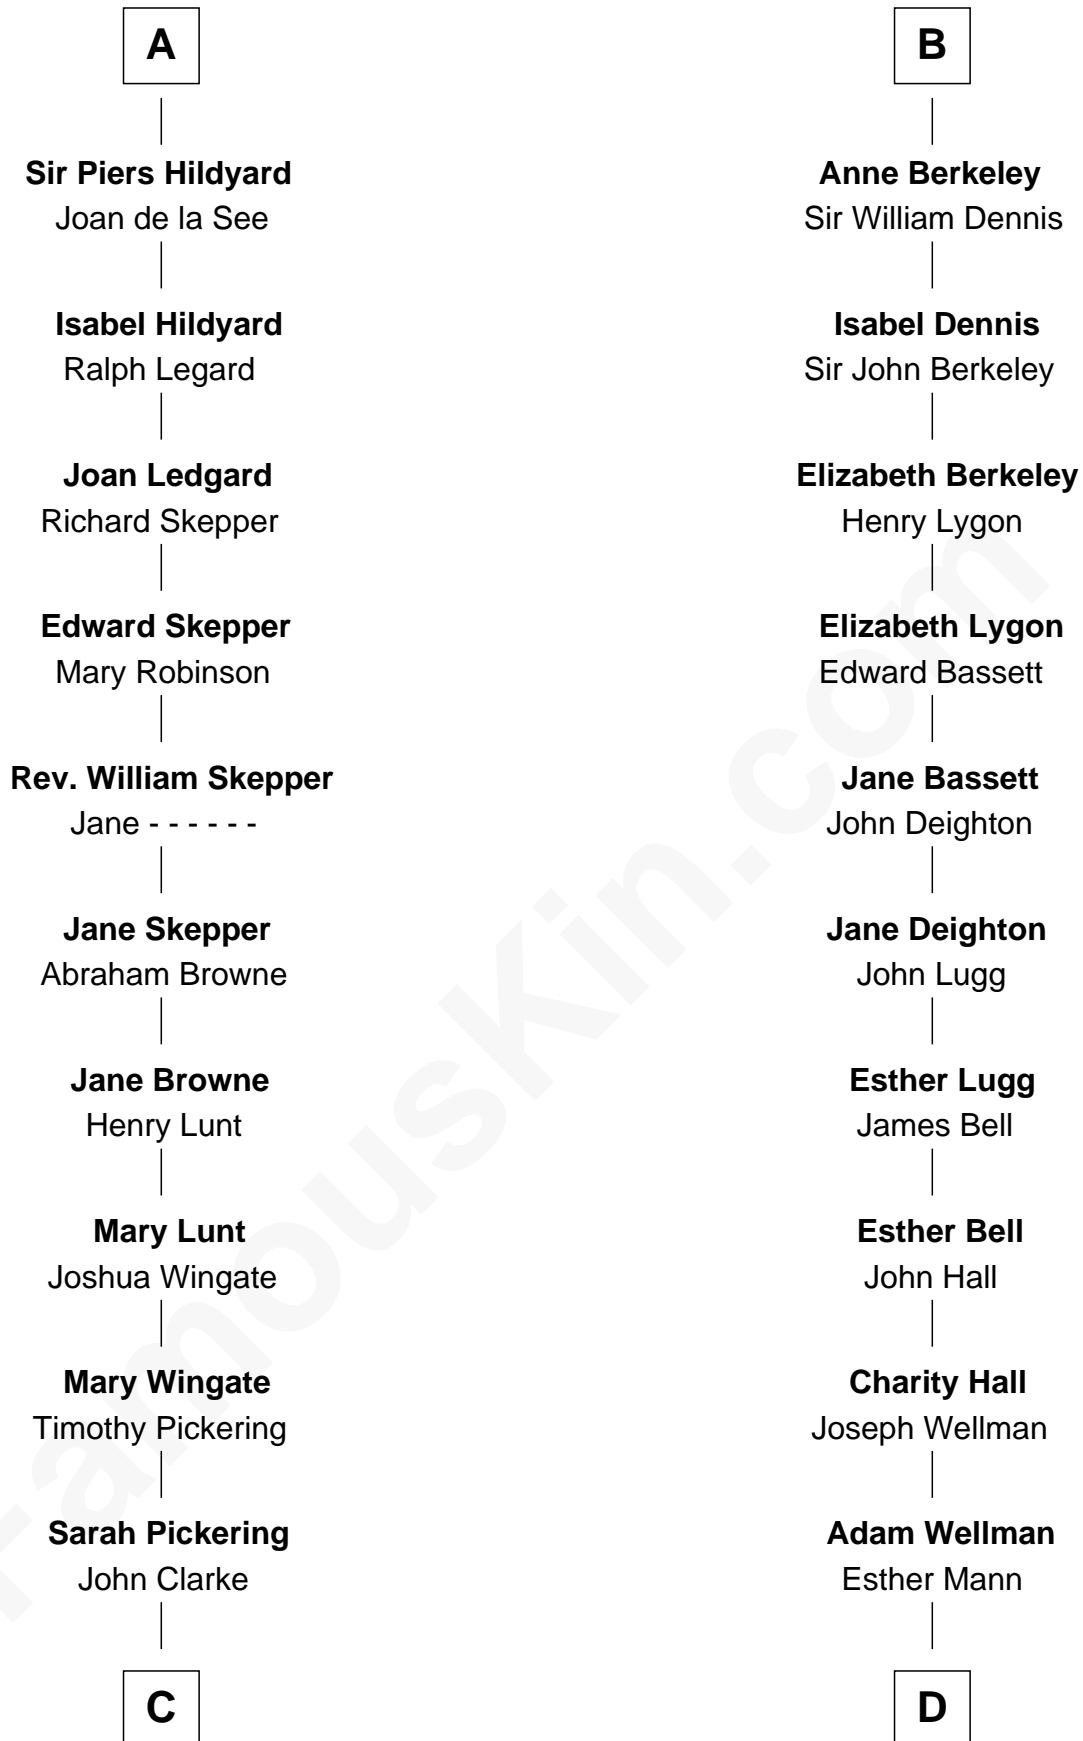 A
Sir Piers Hildyard
Joan de la See
Isabel Hildyard
Ralph Legard
Joan Ledgard
Richard Skepper
Edward Skepper
Mary Robinson
Rev. William Skepper
Jane - - - - - -
Jane Skepper
Abraham Browne
Jane Browne
Henry Lunt
Mary Lunt
Joshua Wingate
Mary Wingate
Timothy Pickering
Sarah Pickering
John Clarke
C
B
Anne Berkeley
Sir William Dennis
Isabel Dennis
Sir John Berkeley
Elizabeth Berkeley
Henry Lygon
Elizabeth Lygon
Edward Bassett
Jane Bassett
John Deighton
Jane Deighton
John Lugg
Esther Lugg
James Bell
Esther Bell
John Hall
Charity Hall
Joseph Wellman
Adam Wellman
Esther Mann
D
FamousKin.com